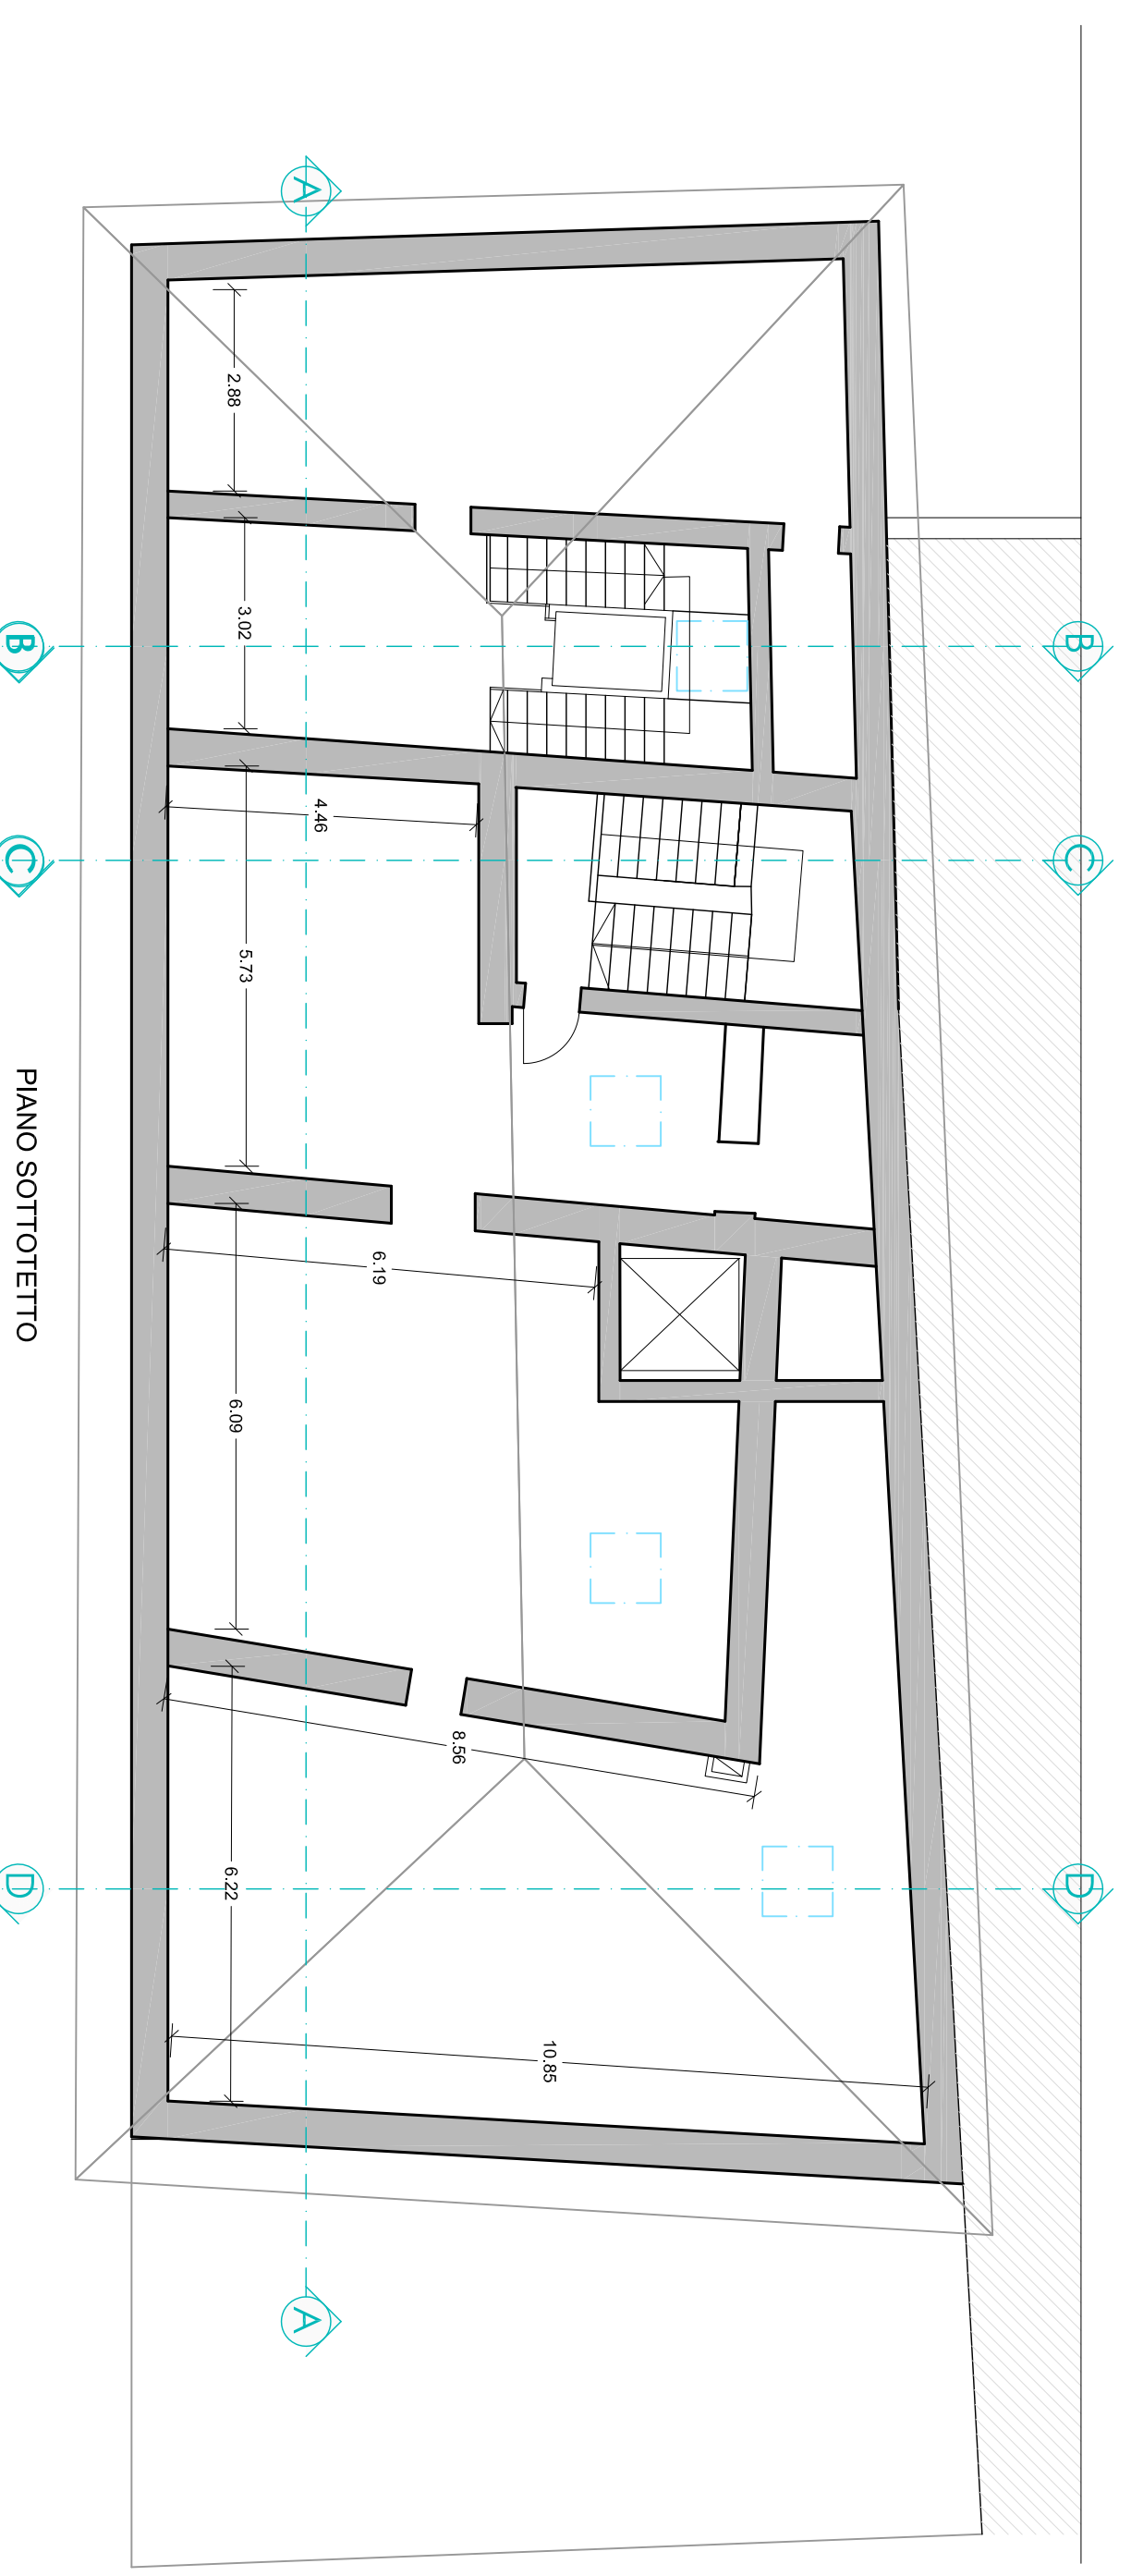 A
2.88
3.02
B
B
4.46
C
C
5.73
6.19
6.09
8.56
6.22
D
D
10.85
A
PIANO SOTTOTETTO